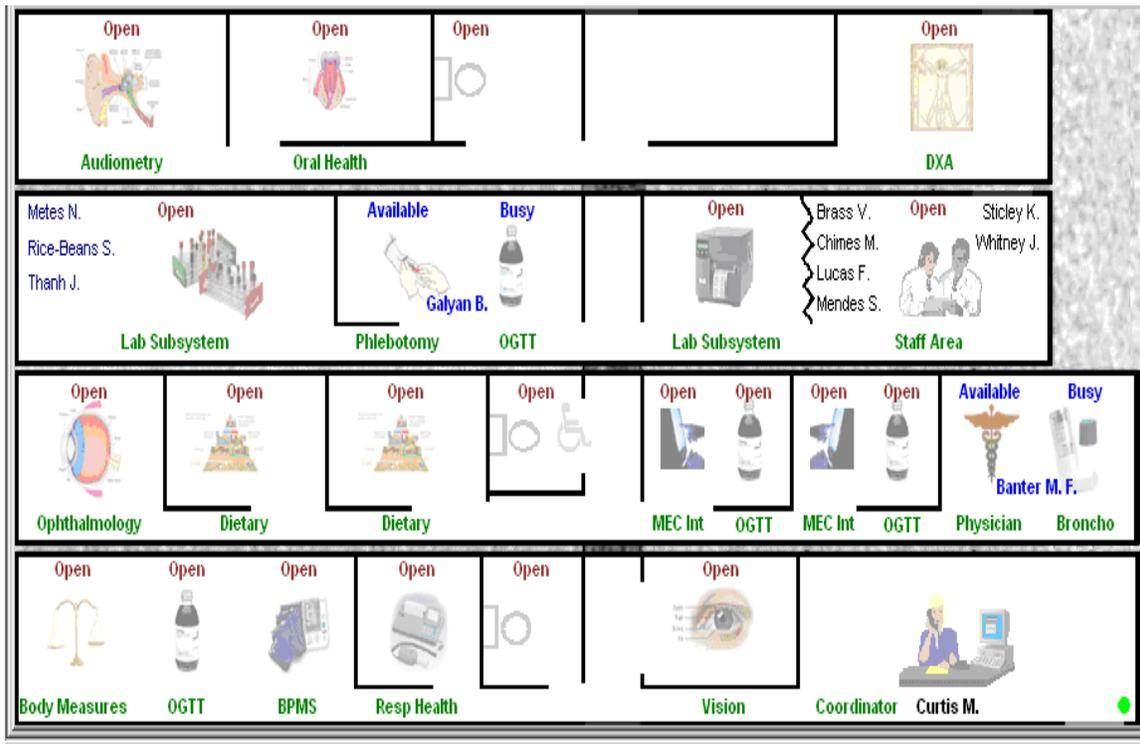 Open Open Open Open
Audiometry Oral Health DXA
Metes N. Open Available Busy Open Brass V. Open Sticley K.
Rice-Beans S. Chimes M. Whitney J.
Thanh J. Lucas F.
Galyan B. Mendes S.
Lab Subsystem Phlebotomy OGTT Lab Subsystem Staff Area
Open Open Open Open Open Open Open Open Available Busy
Banter M. F.
Ophthalmology Dietary Dietary MEC Int OGTT MEC Int OGTT Physician Broncho
Open Open Open Open Open Open
Body Measures OGTT BPMS Resp Health Vision Coordinator Curtis M.